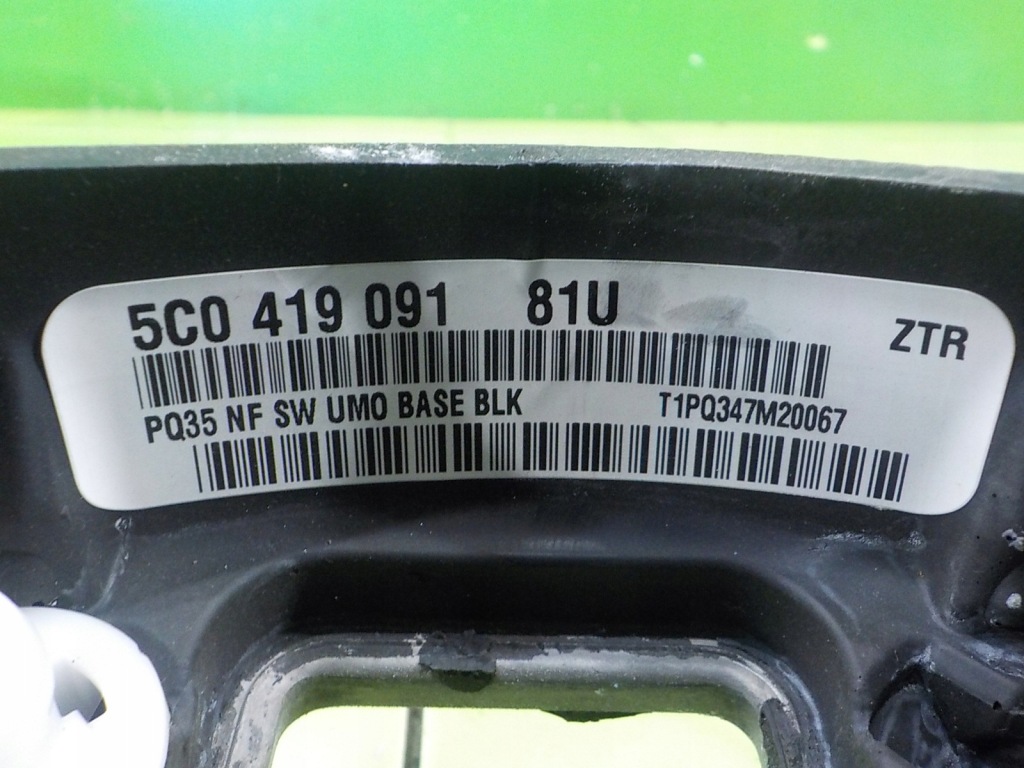 5C0 419 091 81U ZTR
PQ35 NF SW UMO BASE BLK T1PQ347M20067